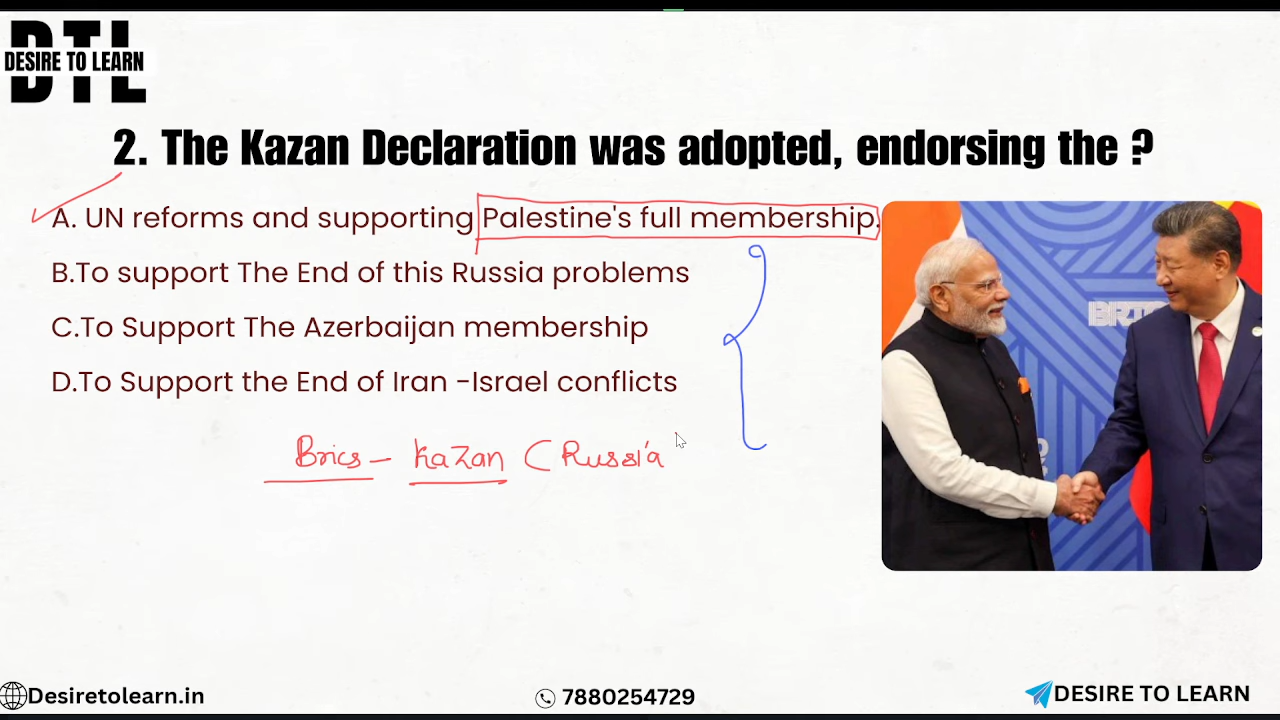 DTL
DESIRE TO LEARN
2. The Kazan Declaration was adopted, endorsing the ?
A. UN reforms and supporting Palestine's full membership.
B.To support The End of this Russia problems
C.To Support The Azerbaijan membership
D.To Support the End of Iran -Israel conflicts
Brics - Kazan (Russia
Desiretolearn.in
7880254729
DESIRE TO LEARN